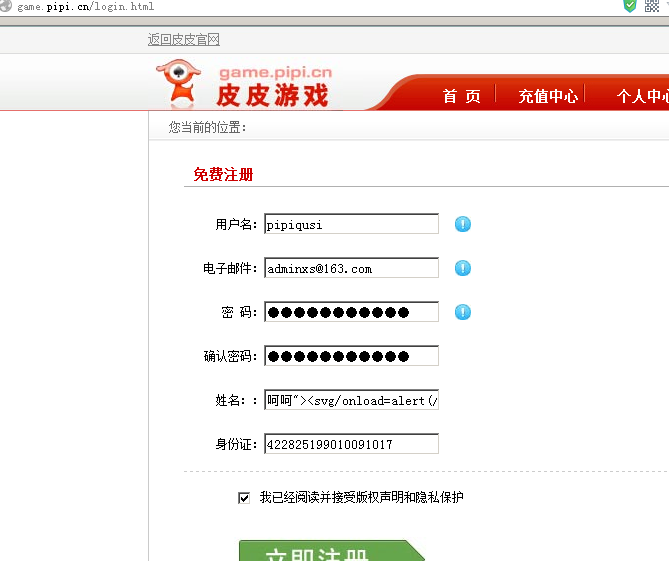 game.pipi.cn/login.html
返回皮皮官网
game.pipi.cn
皮皮游戏
首 页 充值中心 个人中心
您当前的位置：
免费注册
用户名： pipiqusi
电子邮件： adminxs@163.com
密 码： ●●●●●●●●●●●
确认密码： ●●●●●●●●●●●
姓名：： 呵呵"><svg/onload=alert(/
身份证： 422825199010091017
我已经阅读并接受版权声明和隐私保护
立即注册